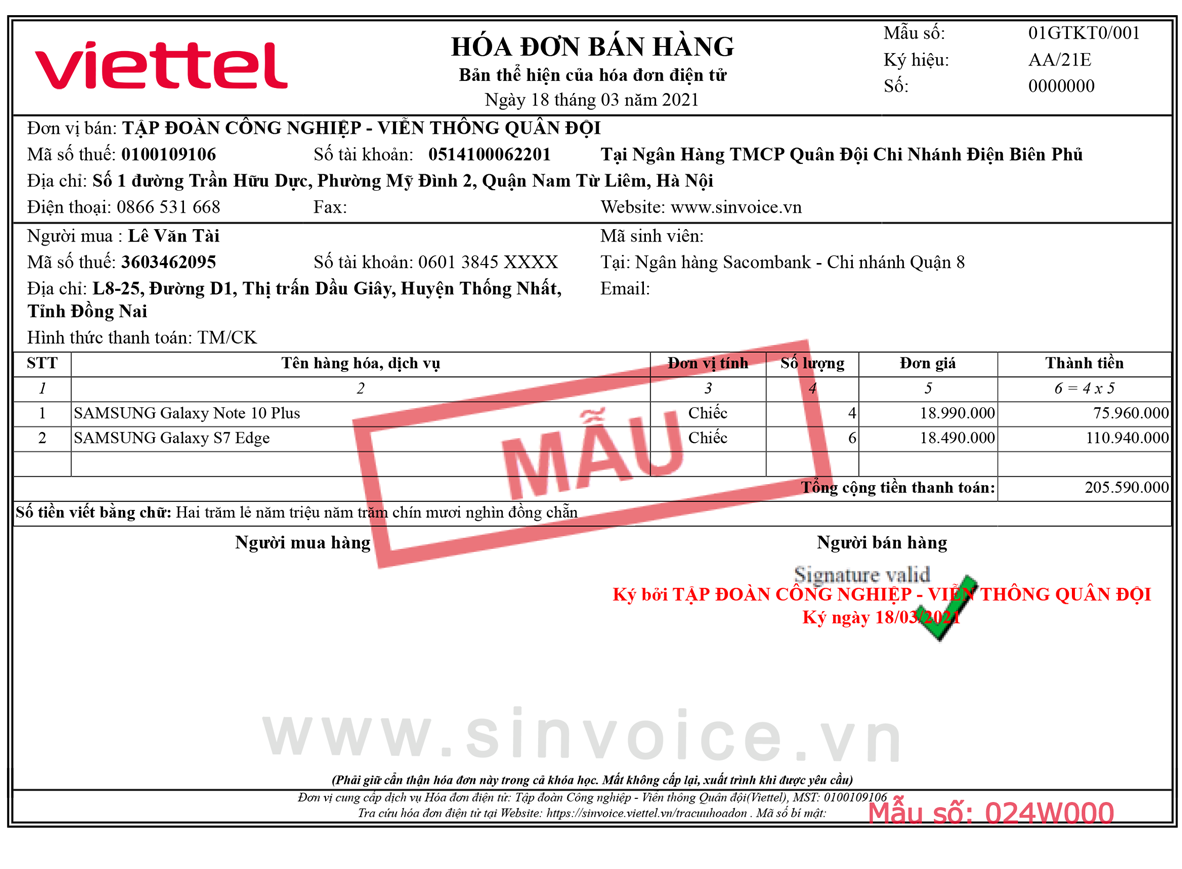 viettel
HÓA ĐƠN BÁN HÀNG
Bản thể hiện của hóa đơn điện tử
Ngày 18 tháng 03 năm 2021
Mẫu số: 01GTKT0/001
Ký hiệu: AA/21E
Số: 0000000
Đơn vị bán: TẬP ĐOÀN CÔNG NGHIỆP - VIỄN THÔNG QUÂN ĐỘI
Mã số thuế: 0100109106 Số tài khoản: 0514100062201 Tại Ngân Hàng TMCP Quân Đội Chi Nhánh Điện Biên Phủ
Địa chỉ: Số 1 đường Trần Hữu Dực, Phường Mỹ Đình 2, Quận Nam Từ Liêm, Hà Nội
Điện thoại: 0866 531 668 Fax: Website: www.sinvoice.vn
Người mua : Lê Văn Tài Mã sinh viên:
Mã số thuế: 3603462095 Số tài khoản: 0601 3845 XXXX Tại: Ngân hàng Sacombank - Chi nhánh Quận 8
Địa chỉ: L8-25, Đường D1, Thị trấn Dầu Giây, Huyện Thống Nhất, Email:
Tỉnh Đồng Nai
Hình thức thanh toán: TM/CK
STT Tên hàng hóa, dịch vụ Đơn vị tính Số lượng Đơn giá Thành tiền
1 2 3 4 5 6 = 4 x 5
1 SAMSUNG Galaxy Note 10 Plus Chiếc 4 18.990.000 75.960.000
2 SAMSUNG Galaxy S7 Edge Chiếc 6 18.490.000 110.940.000
MẪU
Tổng cộng tiền thanh toán: 205.590.000
Số tiền viết bằng chữ: Hai trăm lẻ năm triệu năm trăm chín mươi nghìn đồng chẵn
Người mua hàng Người bán hàng
Signature valid
Ký bởi TẬP ĐOÀN CÔNG NGHIỆP - VIỄN THÔNG QUÂN ĐỘI
Ký ngày 18/03/2021
www.sinvoice.vn
(Phải giữ cẩn thận hóa đơn này trong cả khóa học. Mất không cấp lại, xuất trình khi được yêu cầu)
Đơn vị cung cấp dịch vụ Hóa đơn điện tử: Tập đoàn Công nghiệp - Viễn thông Quân đội(Viettel), MST: 0100109106
Tra cứu hóa đơn điện tử tại Website: https://sinvoice.viettel.vn/tracuuhoadon . Mã số bí mật:
Mẫu số: 024W000